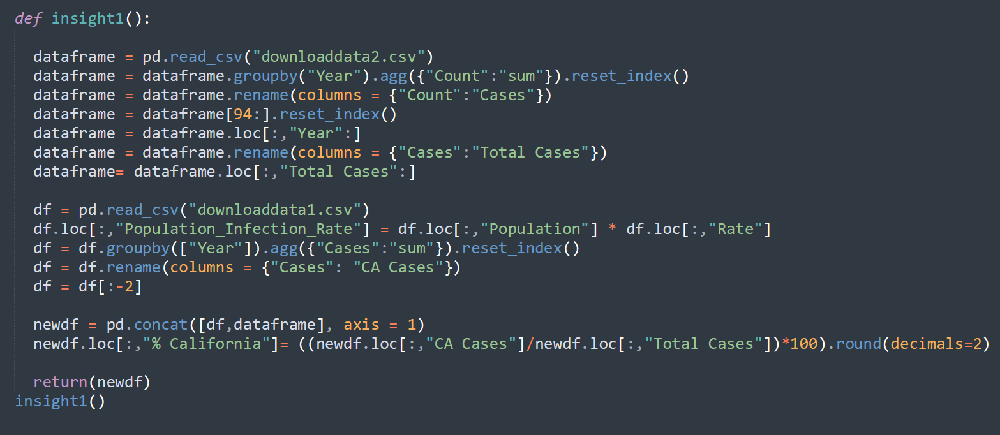 def insight1():
dataframe = pd.read_csv("downloaddata2.csv")
dataframe = dataframe.groupby("Year").agg({"Count":"sum"}).reset_index()
dataframe = dataframe.rename(columns = {"Count":"Cases"})
dataframe = dataframe[94:].reset_index()
dataframe = dataframe.loc[:,"Year":]
dataframe = dataframe.rename(columns = {"Cases":"Total Cases"})
dataframe= dataframe.loc[:,"Total Cases":]
df = pd.read_csv("downloaddata1.csv")
df.loc[:,"Population_Infection_Rate"] = df.loc[:,"Population"] * df.loc[:,"Rate"]
df = df.groupby(["Year"]).agg({"Cases":"sum"}).reset_index()
df = df.rename(columns = {"Cases": "CA Cases"})
df = df[:-2]
newdf = pd.concat([df,dataframe], axis = 1)
newdf.loc[:,"% California"]= ((newdf.loc[:,"CA Cases"]/newdf.loc[:,"Total Cases"])*100).round(decimals=2)
return(newdf)
insight1()